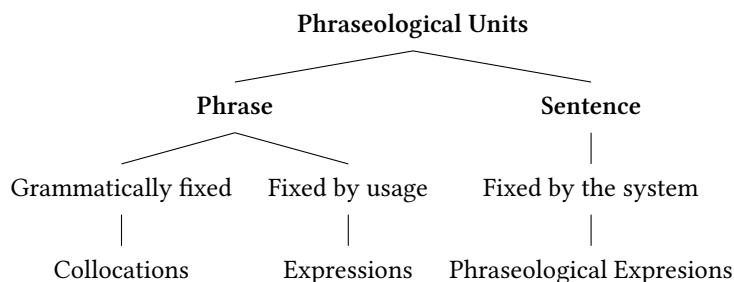 Phraseological Units
Phrase Sentence
Grammatically fixed Fixed by usage Fixed by the system
Collocations Expressions Phraseological Expresions